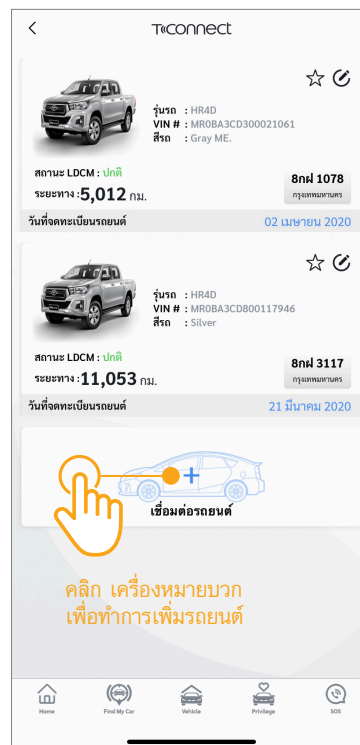 T-CONNECT
รุ่นรถ : HR4D
VIN # : MR0BA3CD300021061
สีรถ : Gray ME.
สถานะ LDCM : ปกติ
ระยะทาง : 5,012 กม.
8กฝ 1078
กรุงเทพมหานคร
วันที่จดทะเบียนรถยนต์ 02 เมษายน 2020
รุ่นรถ : HR4D
VIN # : MR0BA3CD800117946
สีรถ : Silver
สถานะ LDCM : ปกติ
ระยะทาง : 11,053 กม.
8กฝ 3117
กรุงเทพมหานคร
วันที่จดทะเบียนรถยนต์ 21 มีนาคม 2020
เชื่อมต่อรถยนต์
คลิก เครื่องหมายบวก
เพื่อทำการเพิ่มรถยนต์
Home Find My Car Vehicle Privilege SOS